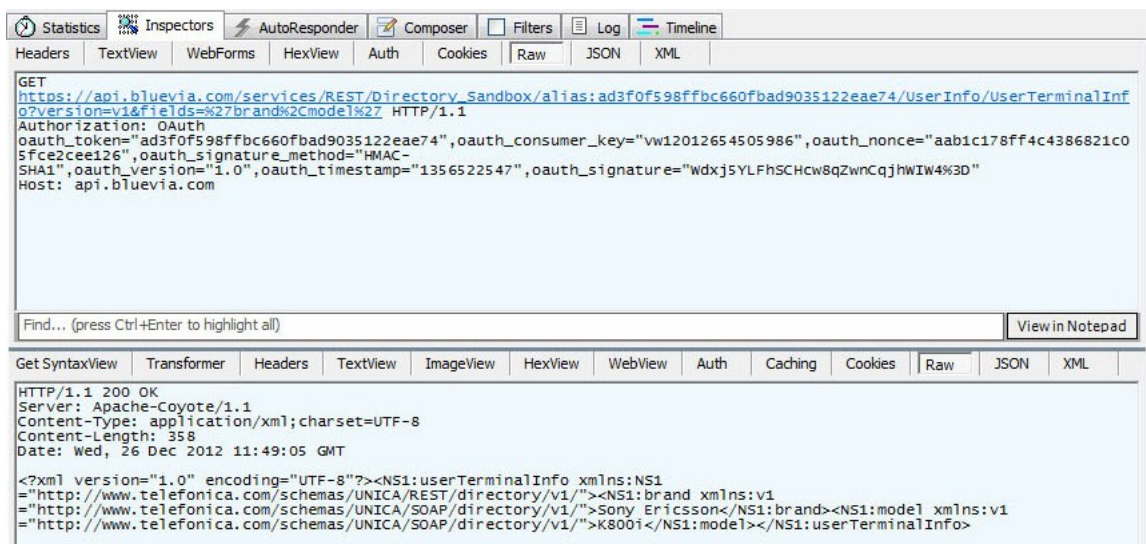 Statistics Inspectors AutoResponder Composer Filters Log Timeline
Headers TextView WebForms HexView Auth Cookies Raw JSON XML
GET
https://api.bluevia.com/services/REST/Directory_Sandbox/alias:ad3f0f598ffbc660fbad9035122eae74/UserInfo/UserTerminalInf
o?version=v1&fields=%27brand%2Cmodel%27 HTTP/1.1
Authorization: OAuth
oauth_token="ad3f0f598ffbc660fbad9035122eae74",oauth_consumer_key="vw12012654505986",oauth_nonce="aab1c178ff4c4386821c0
5fce2cee126",oauth_signature_method="HMAC-
SHA1",oauth_version="1.0",oauth_timestamp="1356522547",oauth_signature="Wdxj5YLFhSCHcw8qZwnCqjhWIW4%3D"
Host: api.bluevia.com
Find... (press Ctrl+Enter to highlight all) View in Notepad
Get SyntaxView Transformer Headers TextView ImageView HexView WebView Auth Caching Cookies Raw JSON XML
HTTP/1.1 200 OK
Server: Apache-Coyote/1.1
Content-Type: application/xml;charset=UTF-8
Content-Length: 358
Date: Wed, 26 Dec 2012 11:49:05 GMT
<?xml version="1.0" encoding="UTF-8"?><NS1:userTerminalInfo xmlns:NS1
="http://www.telefonica.com/schemas/UNICA/REST/directory/v1/"><NS1:brand xmlns:v1
="http://www.telefonica.com/schemas/UNICA/SOAP/directory/v1/">Sony Ericsson</NS1:brand><NS1:model xmlns:v1
="http://www.telefonica.com/schemas/UNICA/SOAP/directory/v1/">K800i</NS1:model></NS1:userTerminalInfo>